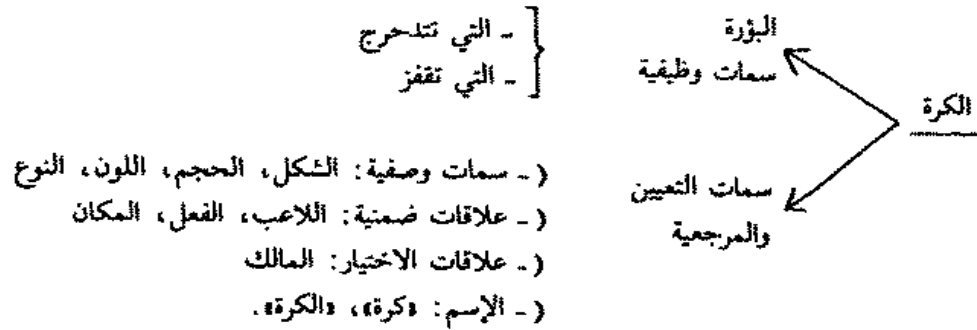 الكرة
البؤرة
سمات وظيفية
- التي تتدحرج
- التي تقفز
سمات التعيين
والمرجعية
(- سمات وصفية: الشكل، الحجم، اللون، النوع
(- علاقات ضمنية: اللاعب، الفعل، المكان
(- علاقات الاختيار: المالك
(- الإسم: «كرة»، «الكرة».